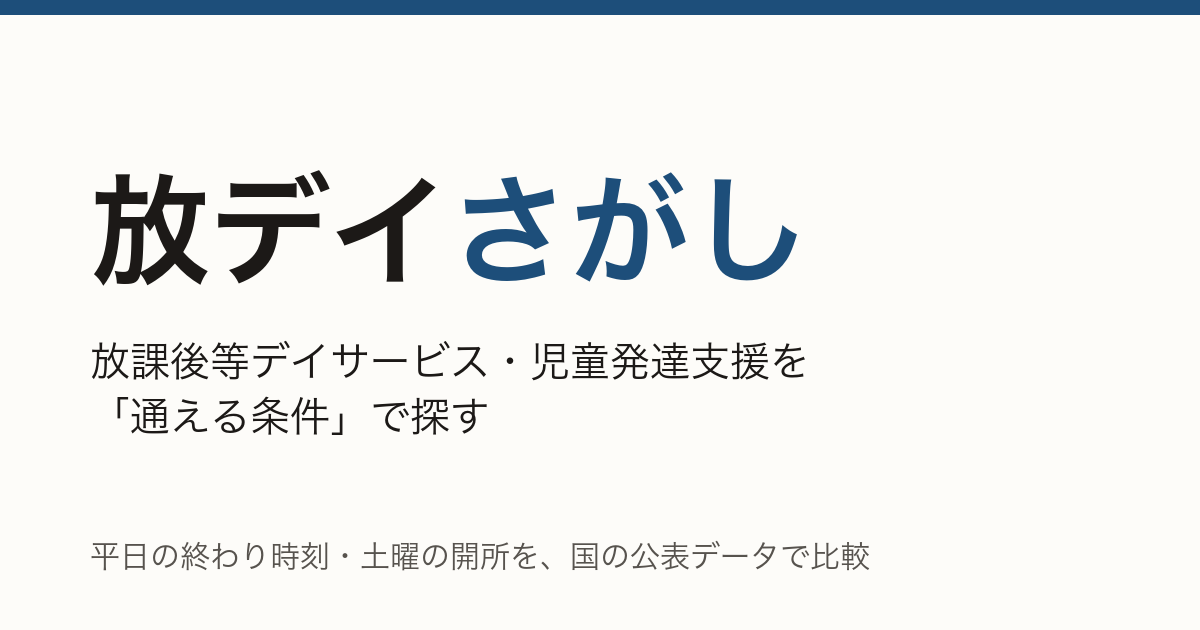 放デイさがし
放課後等デイサービス・児童発達支援を
「通える条件」で探す
平日の終わり時刻・土曜の開所を、国の公表データで比較